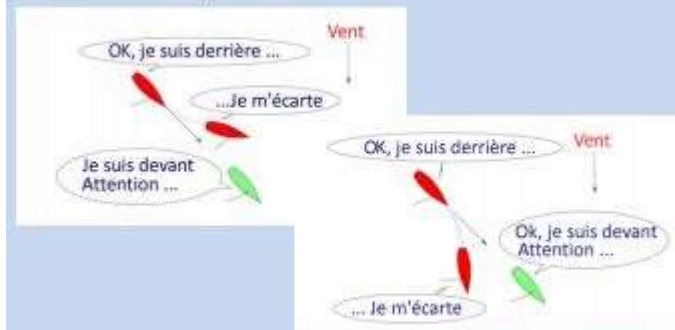 Vent
OK, je suis derrière ...
...Je m'écarte
Je suis devant
Attention ...
Vent
OK, je suis derrière ...
Ok, je suis devant
Attention ...
... Je m'écarte